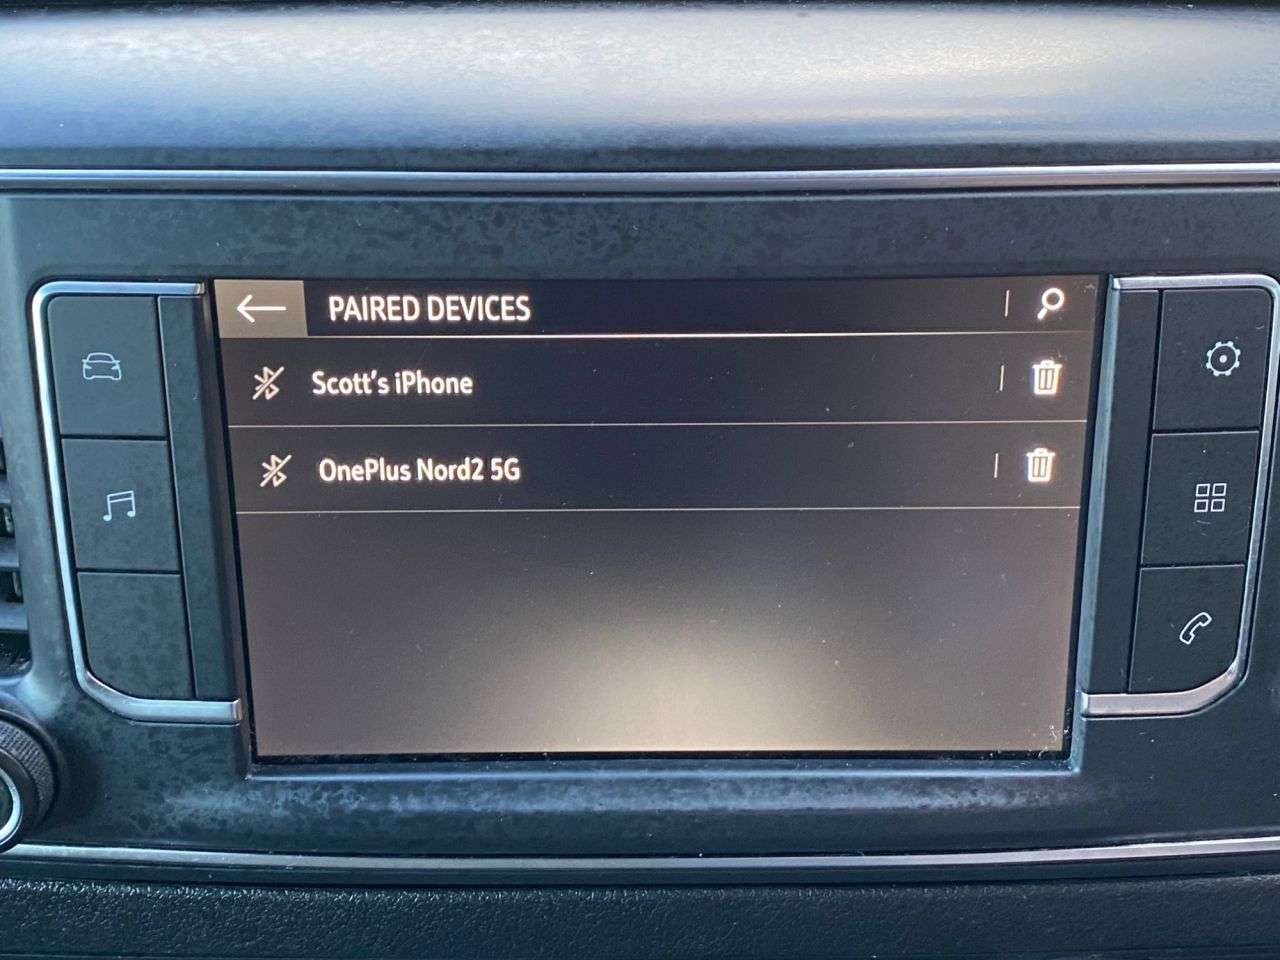 PAIRED DEVICES
Scott's iPhone
OnePlus Nord2 5G